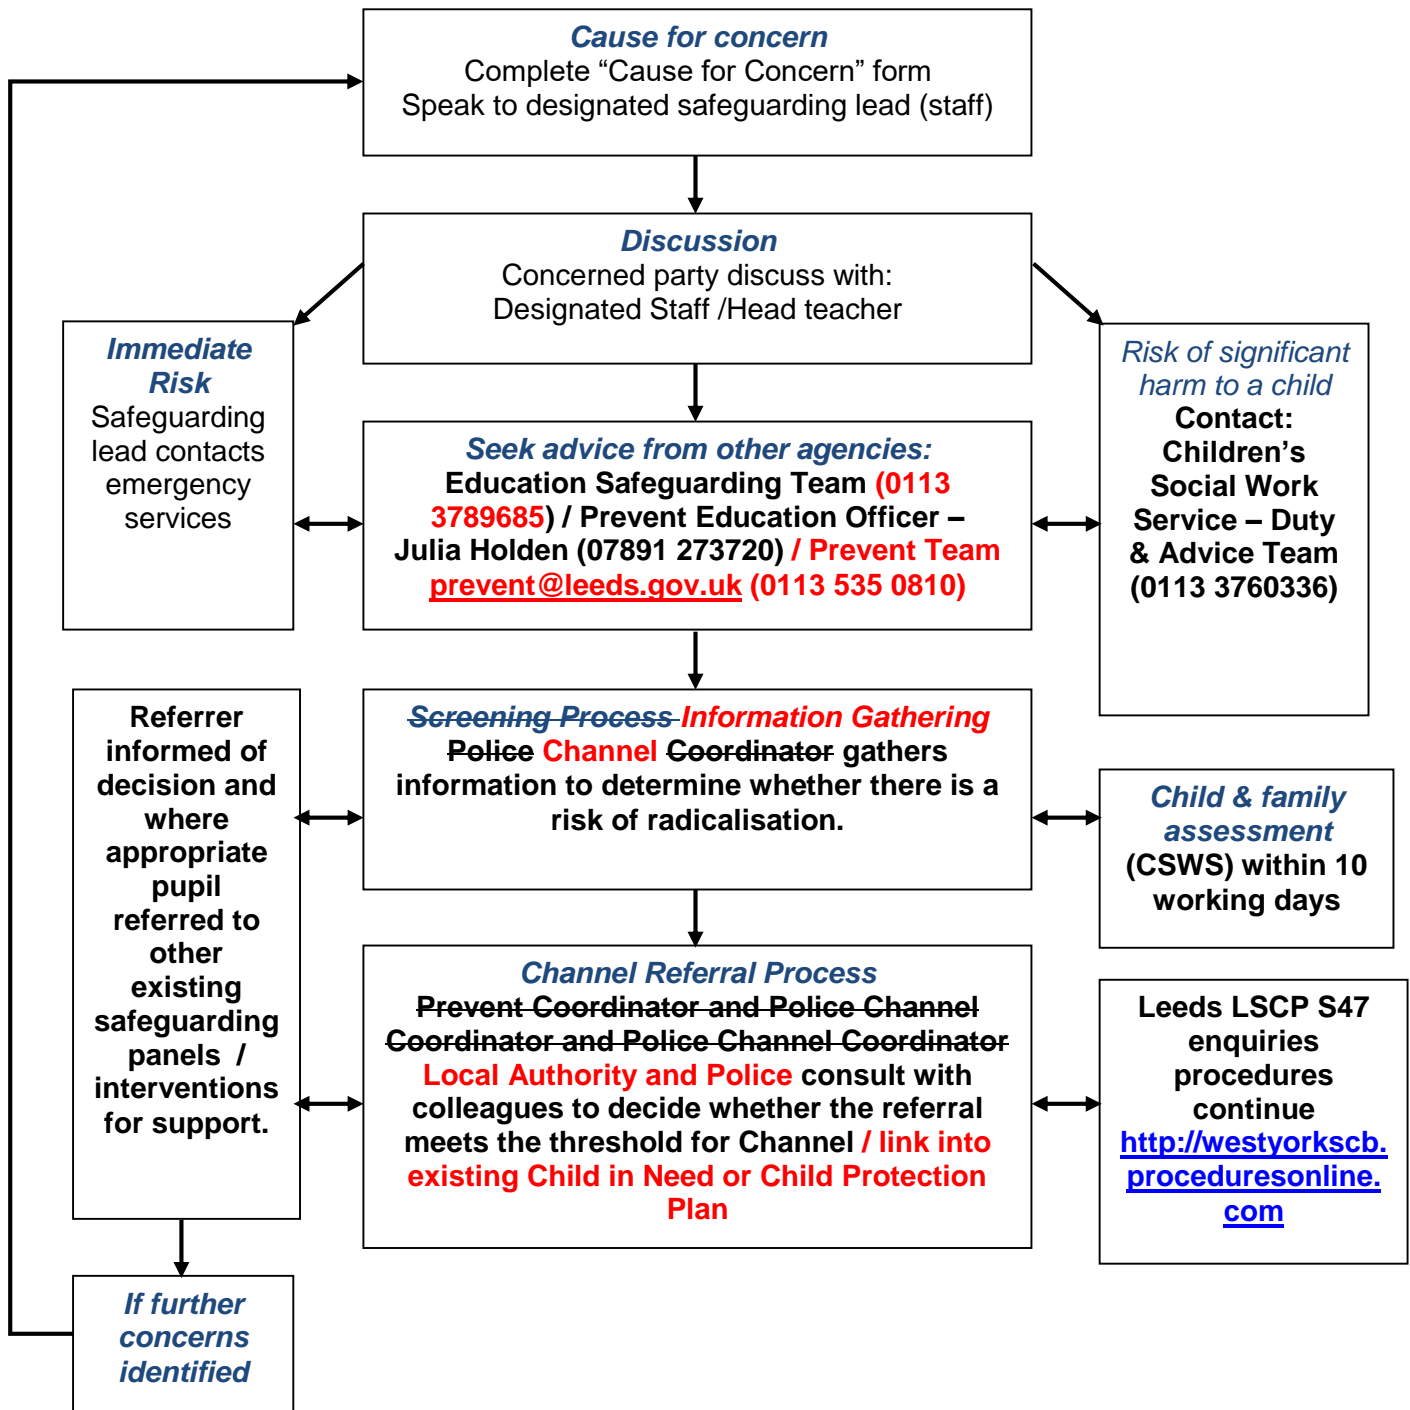 Cause for concern
Complete “Cause for Concern” form
Speak to designated safeguarding lead (staff)
Discussion
Concerned party discuss with:
Designated Staff /Head teacher
Immediate
Risk
Safeguarding
lead contacts
emergency
services
Seek advice from other agencies:
Education Safeguarding Team (0113
3789685) / Prevent Education Officer –
Julia Holden (07891 273720) / Prevent Team
prevent@leeds.gov.uk (0113 535 0810)
Risk of significant
harm to a child
Contact:
Children’s
Social Work
Service – Duty
& Advice Team
(0113 3760336)
Referrer
informed of
decision and
where
appropriate
pupil
referred to
other
existing
safeguarding
panels /
interventions
for support.
Screening Process Information Gathering
Police Channel Coordinator gathers
information to determine whether there is a
risk of radicalisation.
Child & family
assessment
(CSWS) within 10
working days
Channel Referral Process
Prevent Coordinator and Police Channel
Coordinator and Police Channel Coordinator
Local Authority and Police consult with
colleagues to decide whether the referral
meets the threshold for Channel / link into
existing Child in Need or Child Protection
Plan
Leeds LSCP S47
enquiries
procedures
continue
http://westyorkscb.
proceduresonline.
com
If further
concerns
identified